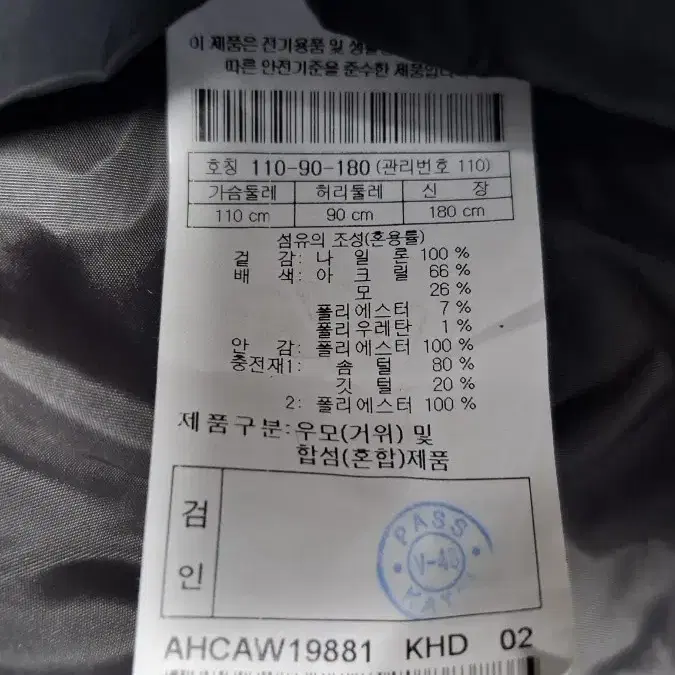 이 제품은 전기용품 및 생활
따른 안전기준을 준수한 제품입니다
호칭 110-90-180 (관리번호 110)
가슴둘레 허리둘레 신 장
110 cm 90 cm 180 cm
섬유의 조성(혼용률)
겉 감: 나 일 론 100 %
배 색: 아 크 릴 66 %
모 26 %
폴리에스터 7 %
폴리우레탄 1 %
안 감: 폴리에스터 100 %
충전재1: 솜 털 80 %
깃 털 20 %
2: 폴리에스터 100 %
제품구분: 우모(거위) 및
합섬(혼합)제품
검
인
PASS
V-48
AHCAW19881 KHD 02